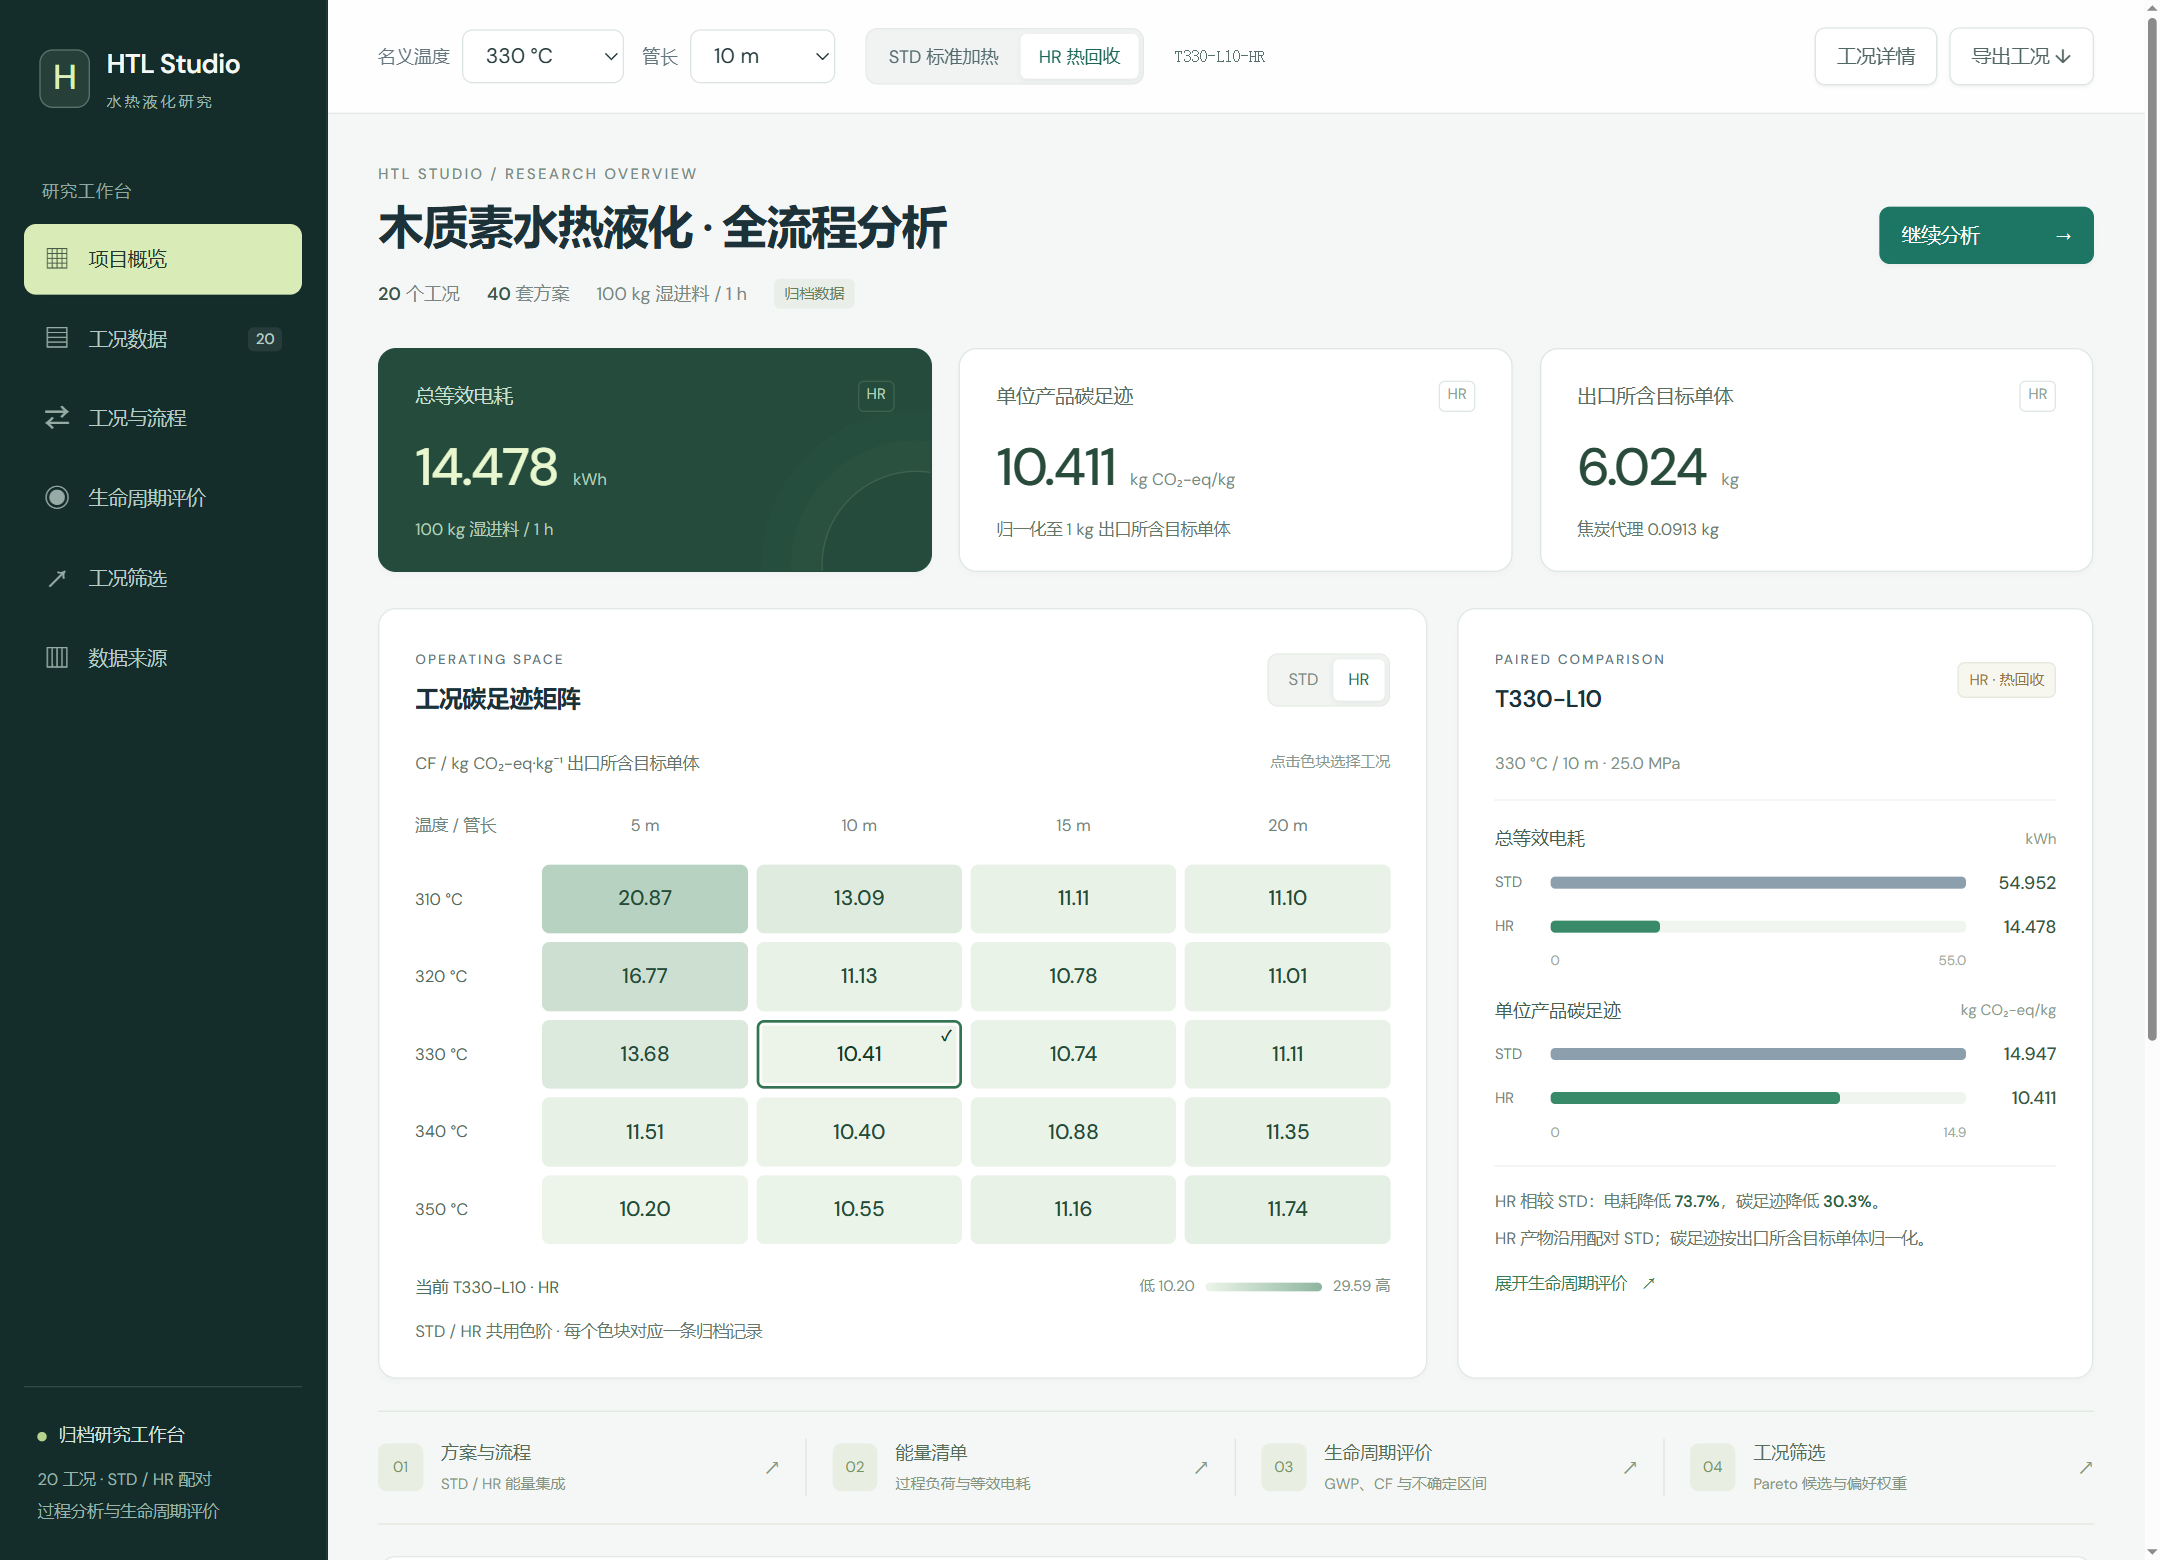 H
HTL Studio
水热液化研究
研究工作台
项目概览
工况数据 20
工况与流程
生命周期评价
工况筛选
数据来源
归档研究工作台
20 工况 · STD / HR 配对
过程分析与生命周期评价
名义温度 330 °C 管长 10 m STD 标准加热 HR 热回收 T330-L10-HR 工况详情 导出工况 ↓
HTL STUDIO / RESEARCH OVERVIEW
木质素水热液化 · 全流程分析
继续分析 →
20 个工况 40 套方案 100 kg 湿进料 / 1 h 归档数据
总等效电耗 HR
14.478 kWh
100 kg 湿进料 / 1 h
单位产品碳足迹 HR
10.411 kg CO₂-eq/kg
归一化至 1 kg 出口所含目标单体
出口所含目标单体 HR
6.024 kg
焦炭代理 0.0913 kg
OPERATING SPACE
工况碳足迹矩阵
STD HR
CF / kg CO₂-eq·kg⁻¹ 出口所含目标单体
点击色块选择工况
温度 / 管长 5 m 10 m 15 m 20 m
310 °C 20.87 13.09 11.11 11.10
320 °C 16.77 11.13 10.78 11.01
330 °C 13.68 10.41 ✓ 10.74 11.11
340 °C 11.51 10.40 10.88 11.35
350 °C 10.20 10.55 11.16 11.74
当前 T330-L10 · HR
低 10.20 29.59 高
STD / HR 共用色阶 · 每个色块对应一条归档记录
PAIRED COMPARISON
T330-L10
HR · 热回收
330 °C / 10 m · 25.0 MPa
总等效电耗 kWh
STD 54.952
HR 14.478
0 55.0
单位产品碳足迹 kg CO₂-eq/kg
STD 14.947
HR 10.411
0 14.9
HR 相较 STD：电耗降低 73.7%，碳足迹降低 30.3%。
HR 产物沿用配对 STD；碳足迹按出口所含目标单体归一化。
展开生命周期评价 ↗
01 方案与流程 ↗
STD / HR 能量集成
02 能量清单 ↗
过程负荷与等效电耗
03 生命周期评价 ↗
GWP、CF 与不确定区间
04 工况筛选 ↗
Pareto 候选与偏好权重